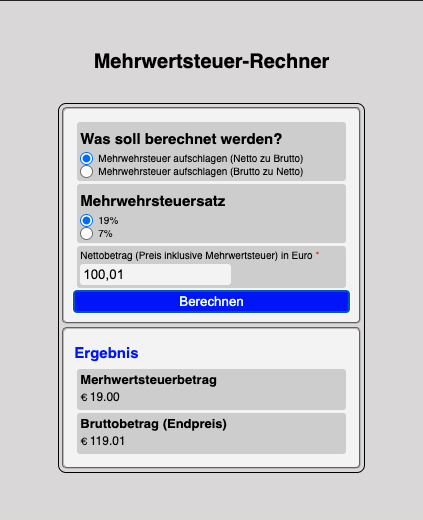 Mehrwertsteuer-Rechner
Was soll berechnet werden?
Mehrwehrsteuer aufschlagen (Netto zu Brutto)
Mehrwehrsteuer aufschlagen (Brutto zu Netto)
Mehrwehrsteuersatz
19%
7%
Nettobetrag (Preis inklusive Mehrwertsteuer) in Euro *
100,01
Berechnen
Ergebnis
Merhwertsteuerbetrag
€ 19.00
Bruttobetrag (Endpreis)
€ 119.01